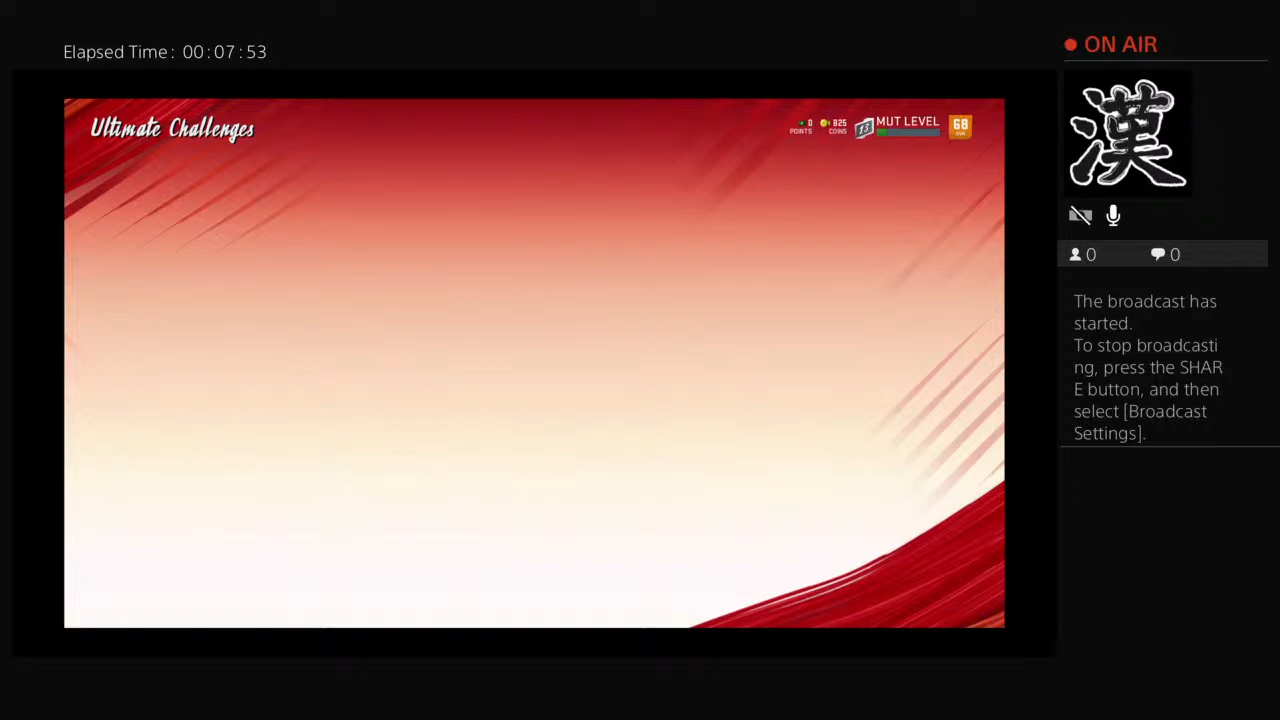 Elapsed Time: 00:07:53
ON AIR
Ultimate Challenges
0
POINTS
825
COINS
13
MUT LEVEL
68
OVR
漢
0
0
The broadcast has
started.
To stop broadcasti
ng, press the SHAR
E button, and then
select [Broadcast
Settings].